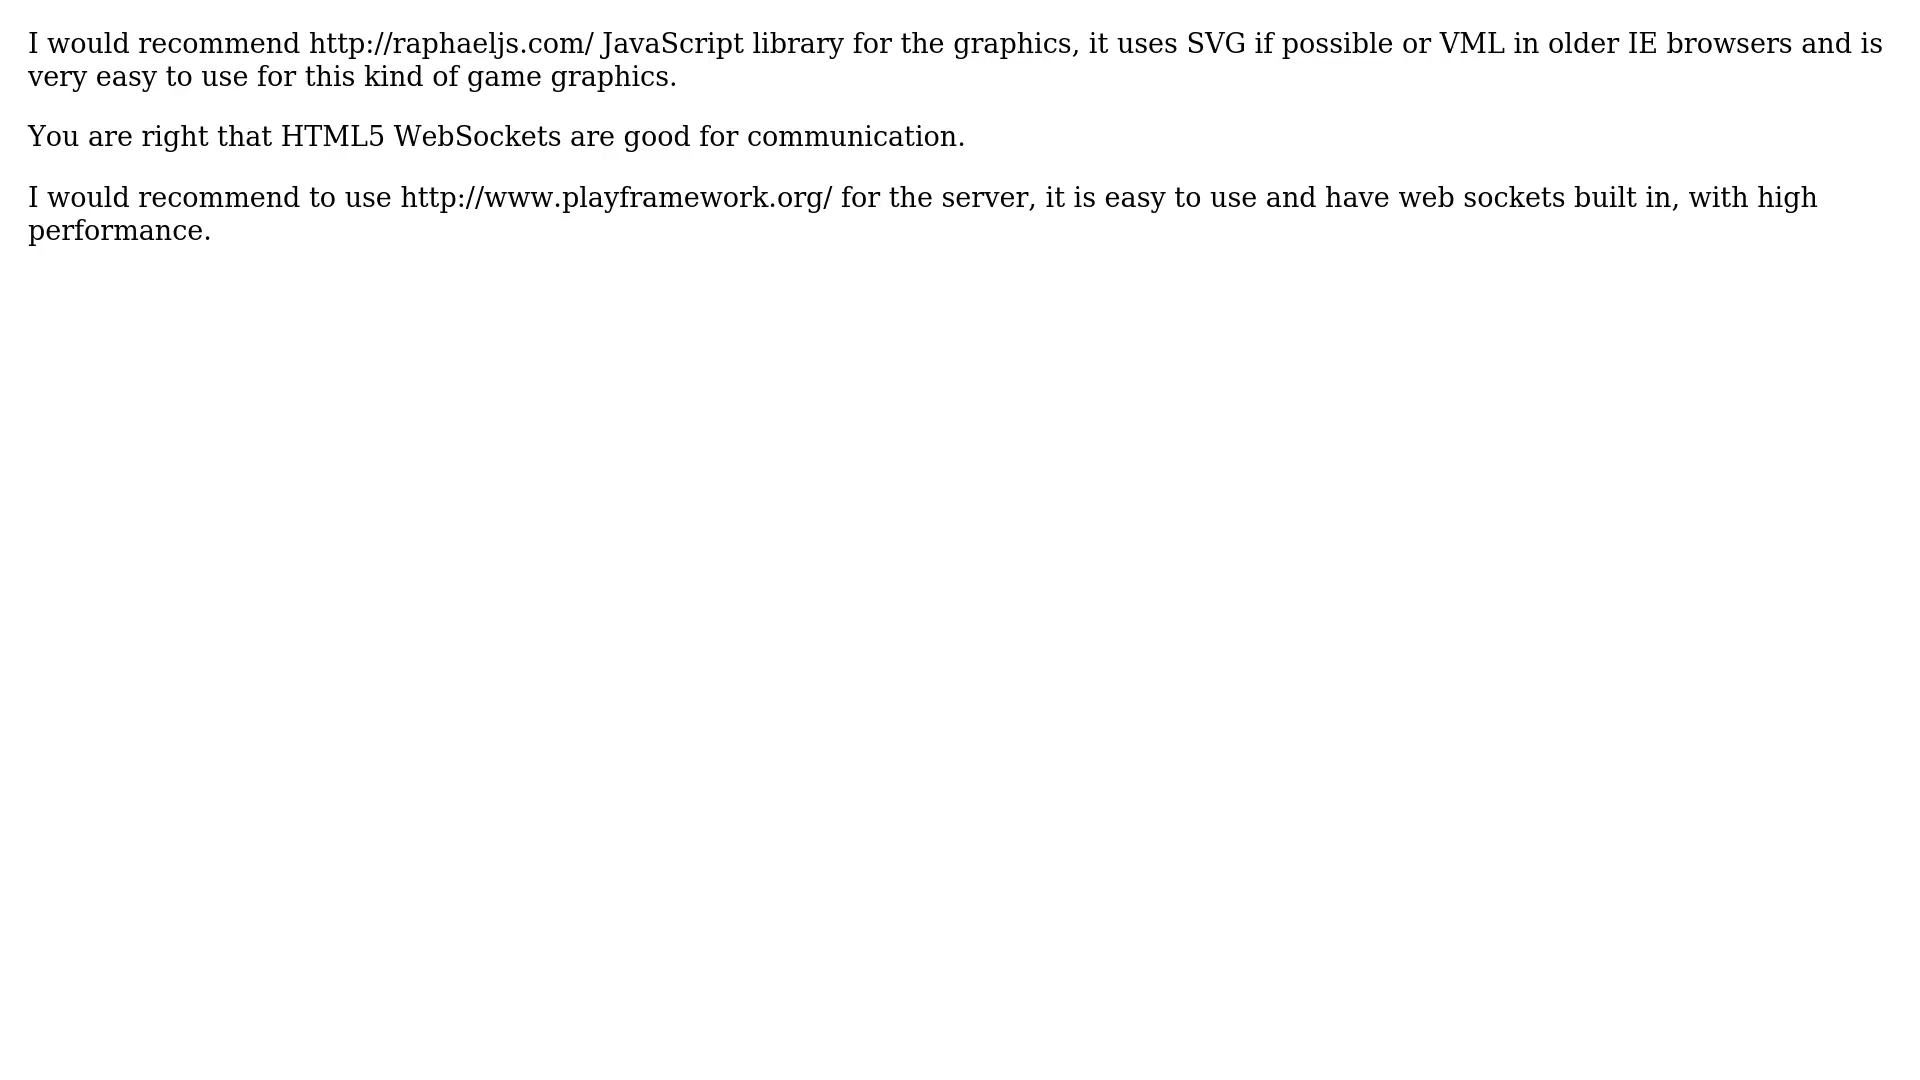 I would recommend http://raphaeljs.com/ JavaScript library for the graphics, it uses SVG if possible or VML in older IE browsers and is
very easy to use for this kind of game graphics.
You are right that HTML5 WebSockets are good for communication.
I would recommend to use http://www.playframework.org/ for the server, it is easy to use and have web sockets built in, with high
performance.